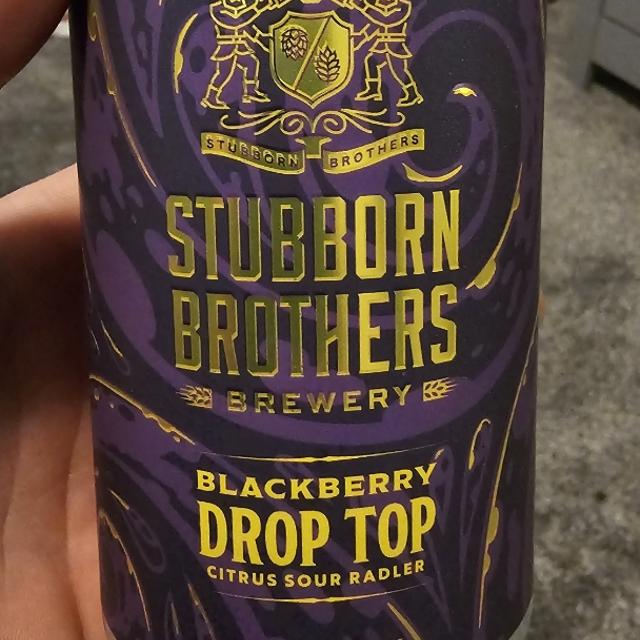 STUBBORN BROTHERS
STUBBORN
BROTHERS
BREWERY
BLACKBERRY
DROP TOP
CITRUS SOUR RADLER